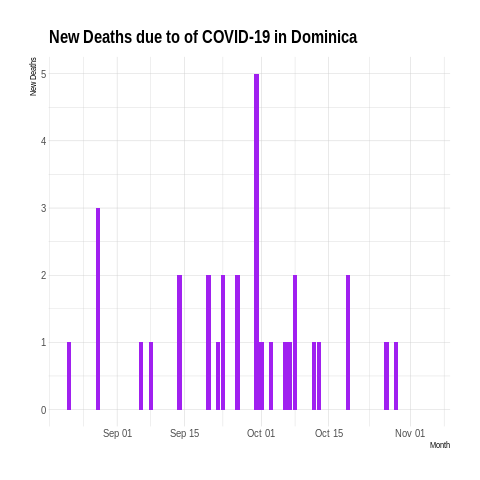 New Deaths due to of COVID-19 in Dominica
New Deaths
5
4
3
2
1
0
Sep 01 Sep 15 Oct 01 Oct 15 Nov 01
Month